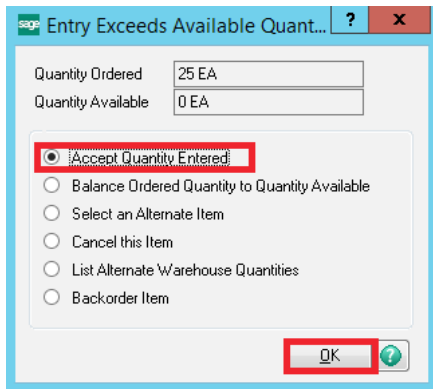 sage Entry Exceeds Available Quant... ? x
Quantity Ordered 25 EA
Quantity Available 0 EA
Accept Quantity Entered
Balance Ordered Quantity to Quantity Available
Select an Alternate Item
Cancel this Item
List Alternate Warehouse Quantities
Backorder Item
OK ?